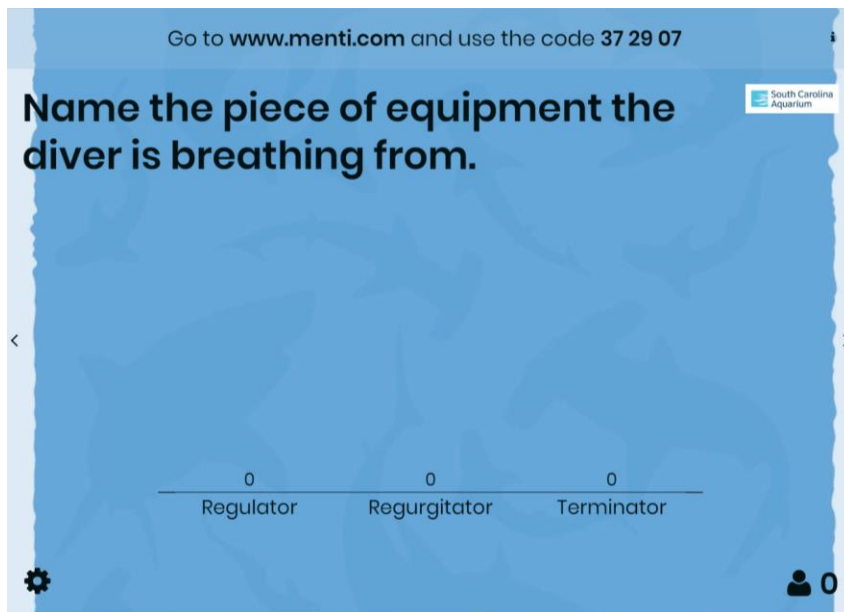 Go to www.menti.com and use the code 37 29 07
Name the piece of equipment the
diver is breathing from.
South Carolina
Aquarium
0 0 0
Regulator Regurgitator Terminator
0